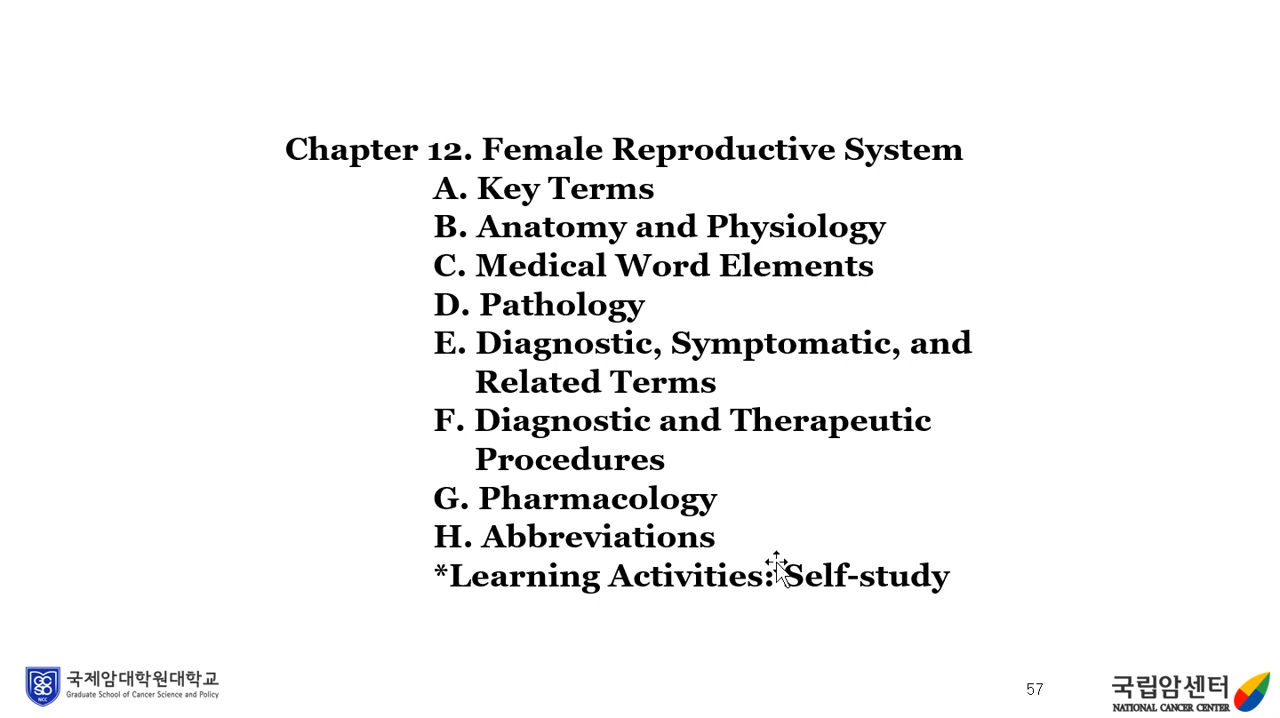 Chapter 12. Female Reproductive System
A. Key Terms
B. Anatomy and Physiology
C. Medical Word Elements
D. Pathology
E. Diagnostic, Symptomatic, and
Related Terms
F. Diagnostic and Therapeutic
Procedures
G. Pharmacology
H. Abbreviations
*Learning Activities: Self-study
NCC
국제암대학원대학교
Graduate School of Cancer Science and Policy
57
국립암센터
NATIONAL CANCER CENTER